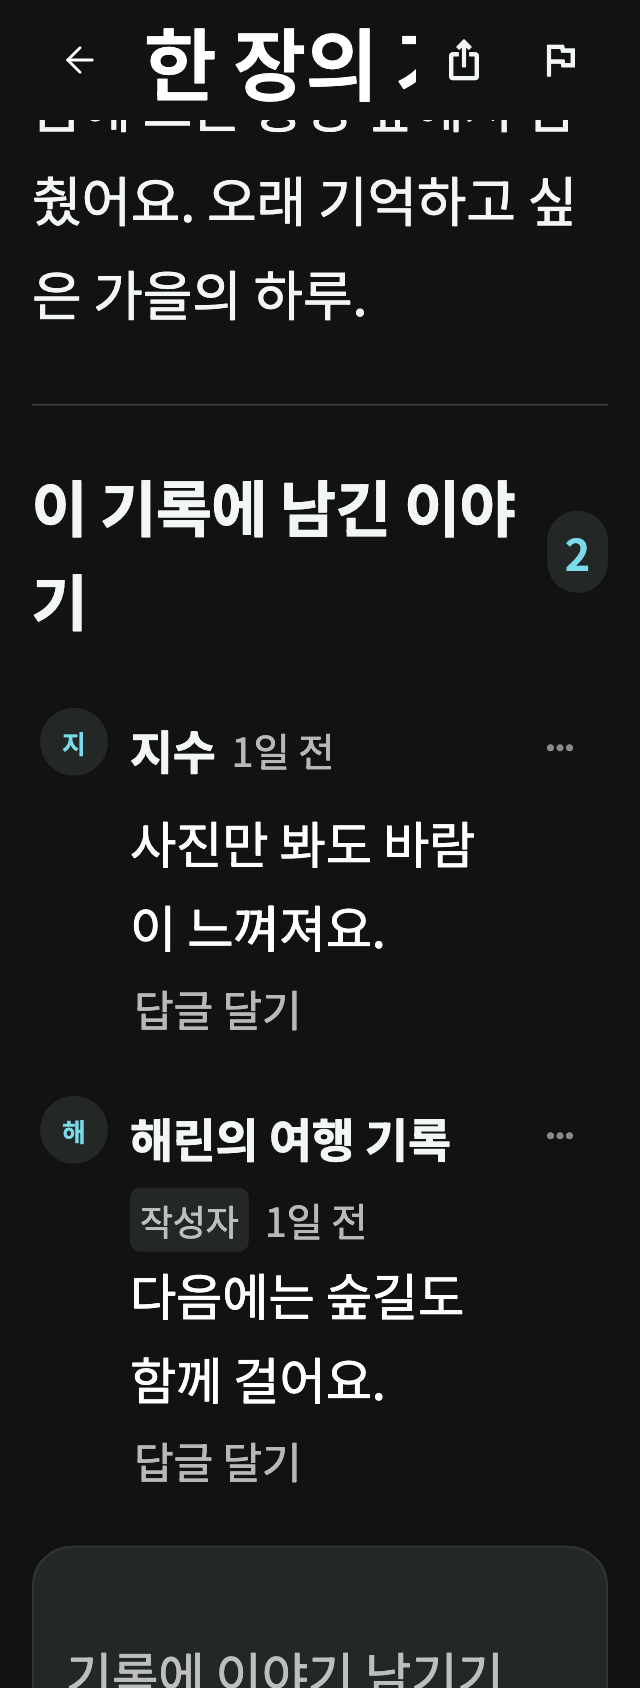 한 장의
췄어요. 오래 기억하고 싶
은 가을의 하루.
이 기록에 남긴 이야
기
2
지
지수 1일 전
사진만 봐도 바람
이 느껴져요.
답글 달기
해
해린의 여행 기록
작성자 1일 전
다음에는 숲길도
함께 걸어요.
답글 달기
기록에 이야기 남기기